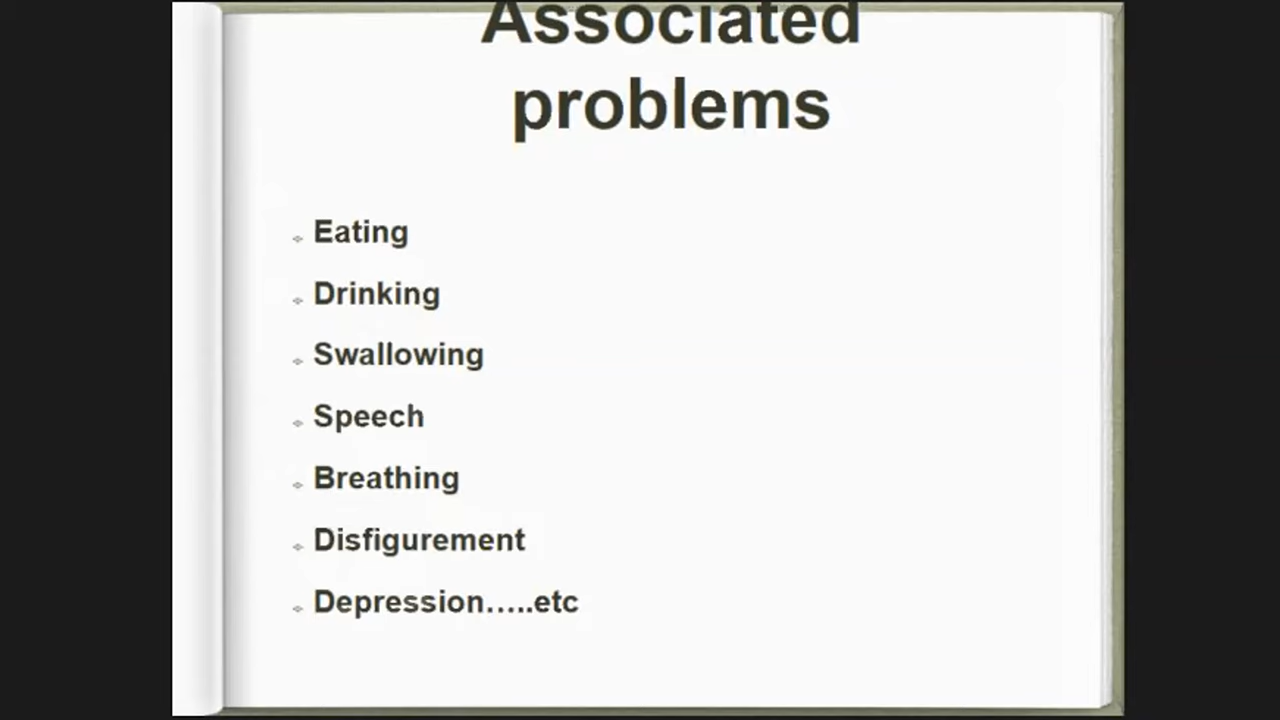 Associated
problems
Eating
Drinking
Swallowing
Speech
Breathing
Disfigurement
Depression.....etc